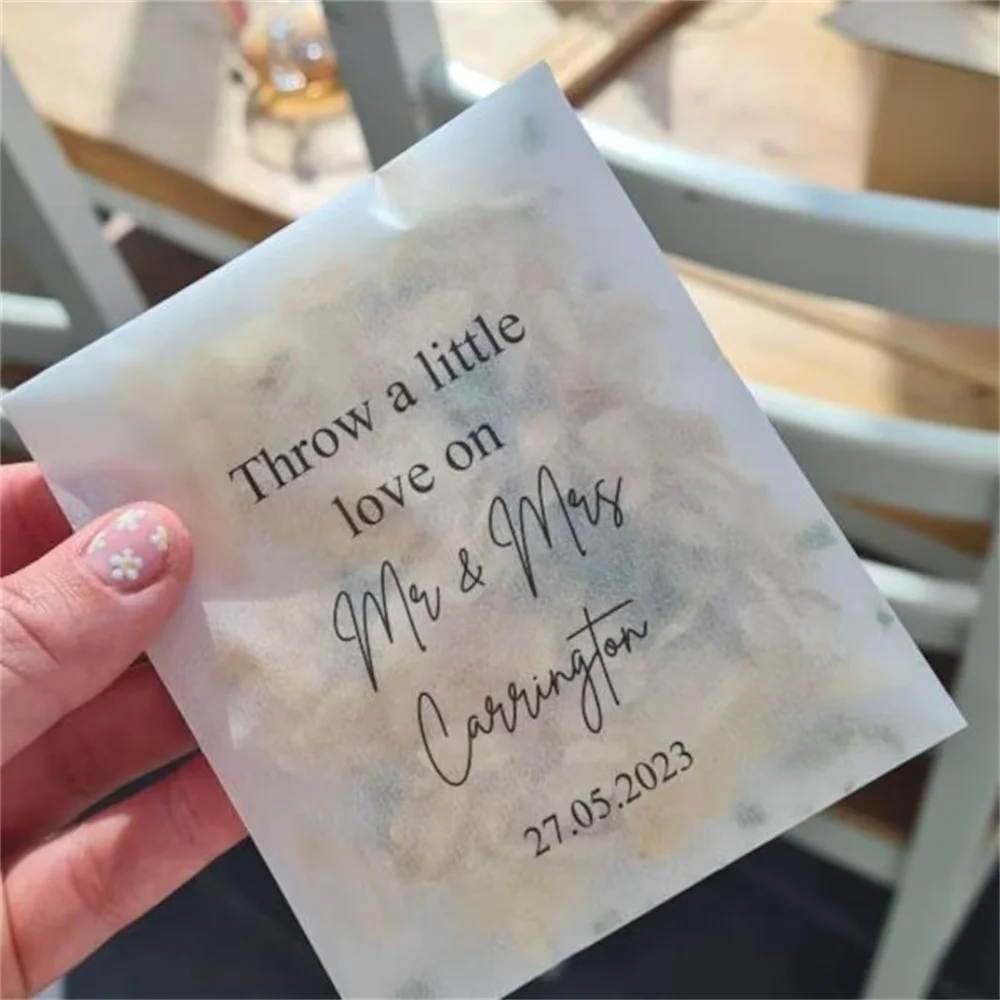 Throw a little
love on
Mr & Mrs
Carrington
27.05.2023